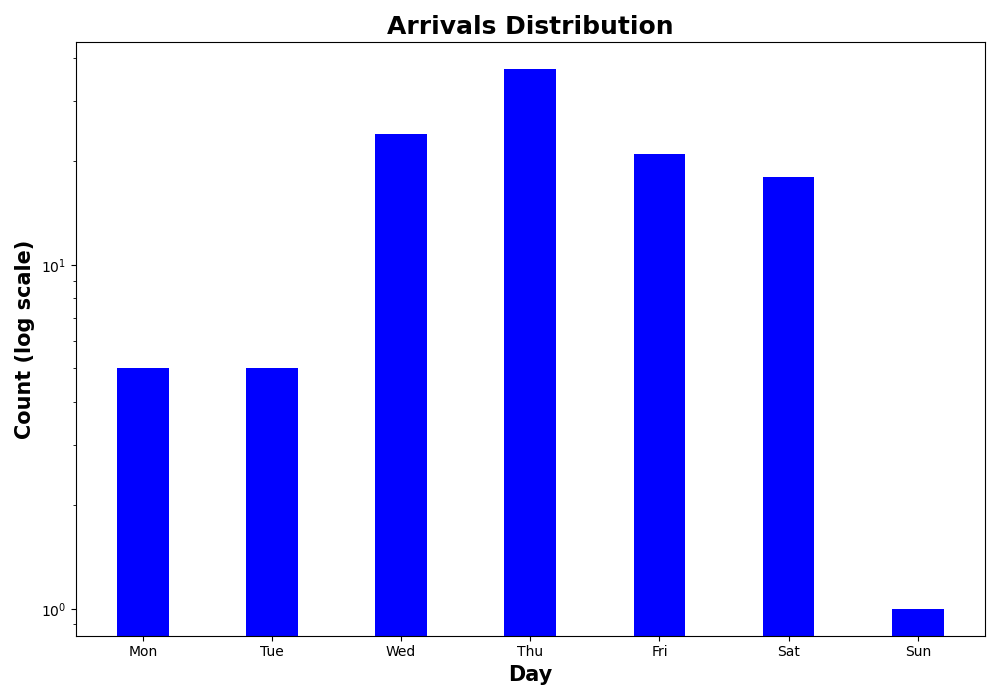 Arrivals Distribution
Count (log scale)
10¹
10⁰
Mon Tue Wed Thu Fri Sat Sun
Day